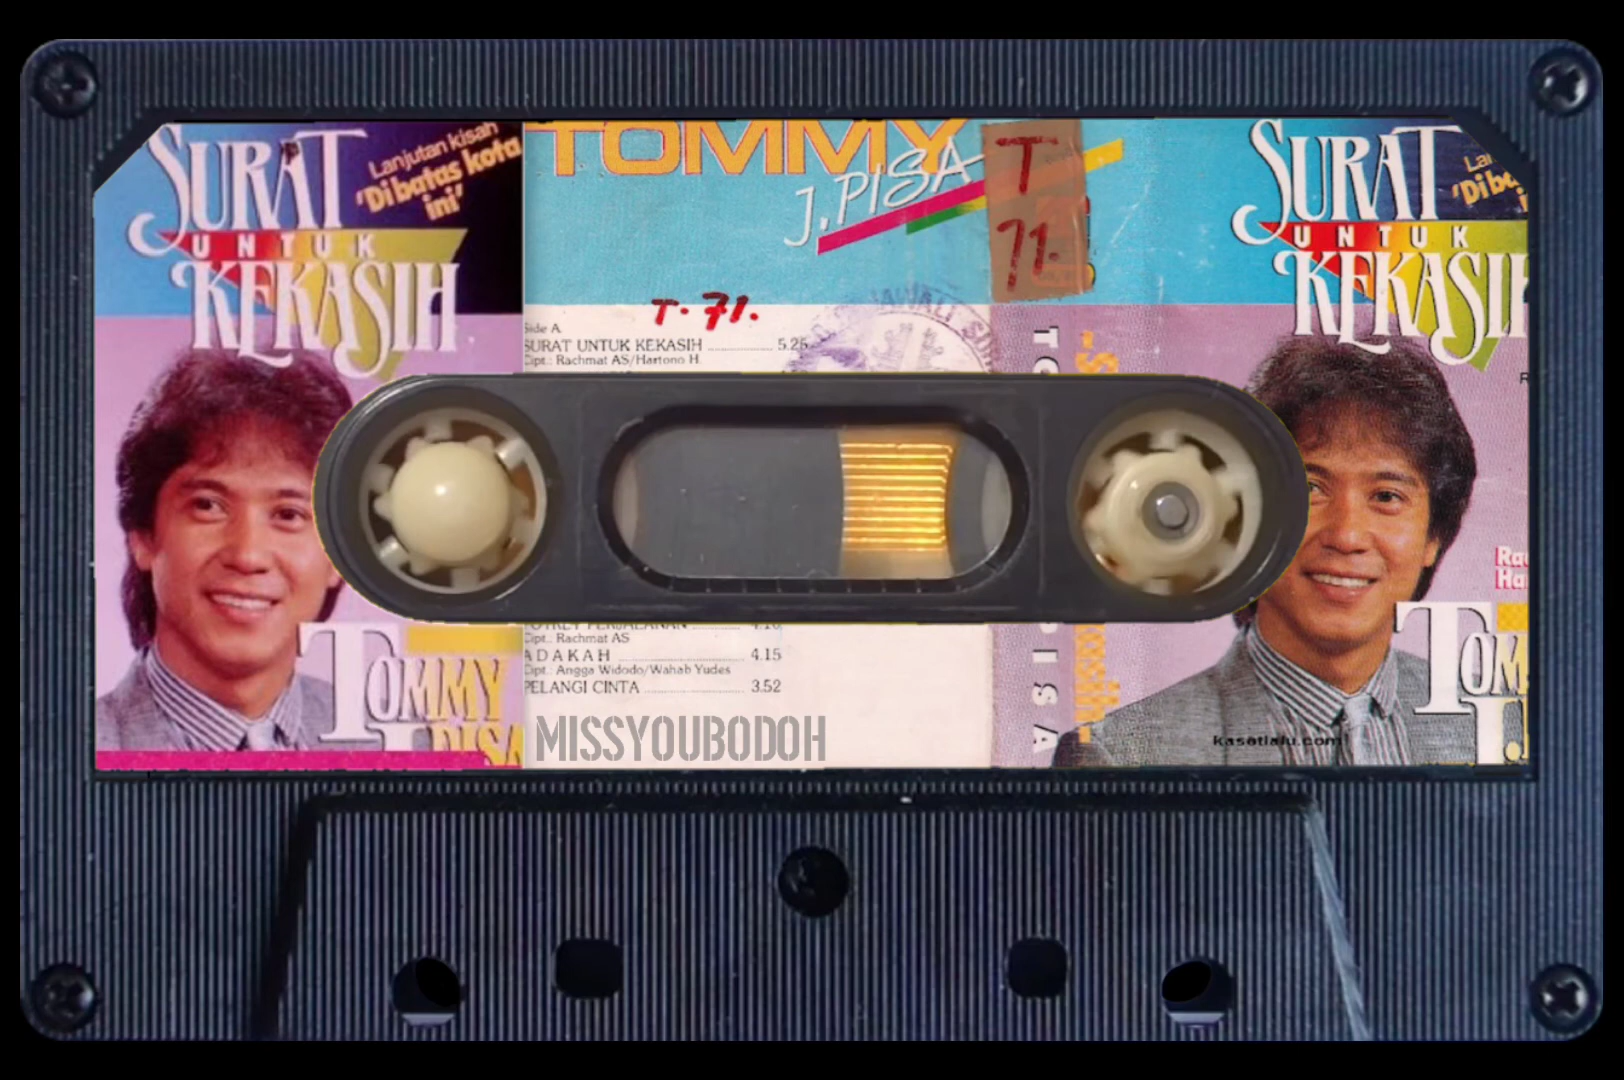 SURAT
UNTUK
KEKASIH
Lanjutan kisah
'Di batas kota
ini'
TOMMY
J. PISA
TOMMY
J. PISA
T
71.
T. 71.
Side A.
SURAT UNTUK KEKASIH 5.25
Cipt.: Rachmat AS/Hartono H.
Cipt.: Rachmat AS
ADAKAH 4.15
Cipt.: Angga Widodo/Wahab Yudes
PELANGI CINTA 3.52
MISSYOUBODOH
SURAT
UNTUK
KEKASIH
kasetlalu.com